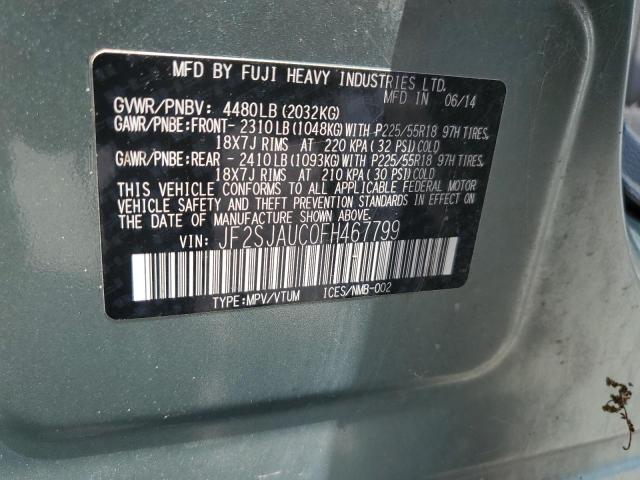 MFD BY FUJI HEAVY INDUSTRIES LTD.
MFD IN 06/14
GVWR/PNBV: 4480LB (2032KG)
GAWR/PNBE:FRONT- 2310LB (1048KG) WITH P225/55R18 97H TIRES,
18X7J RIMS AT 220 KPA (32 PSI) COLD
GAWR/PNBE:REAR - 2410LB (1093KG) WITH P225/55R18 97H TIRES,
18X7J RIMS AT 210 KPA (30 PSI) COLD
THIS VEHICLE CONFORMS TO ALL APPLICABLE FEDERAL MOTOR
VEHICLE SAFETY AND THEFT PREVENTION STANDARDS IN EFFECT ON
THE DATE OF MANUFACTURE SHOWN ABOVE.
VIN: JF2SJAUC0FH467799
TYPE:MPV/VTUM ICES/NMB-002